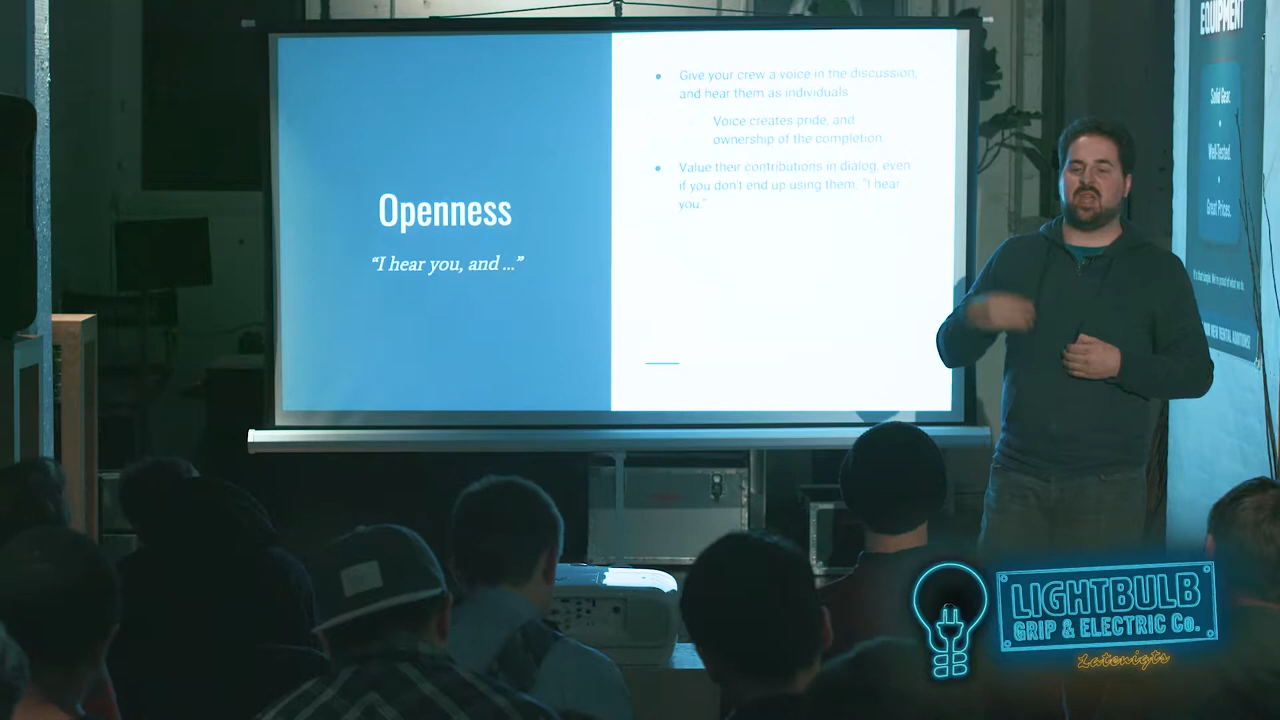 Openness
“I hear you, and ...”
Give your crew a voice in the discussion,
and hear them as individuals
Voice creates pride, and
ownership of the completion.
Value their contributions in dialog, even
if you don't end up using them. "I hear
you."
EQUIPMENT
Solid Gear.
Well-Tested.
Great Prices.
LIGHTBULB
GRIP & ELECTRIC Co.
Latenigts